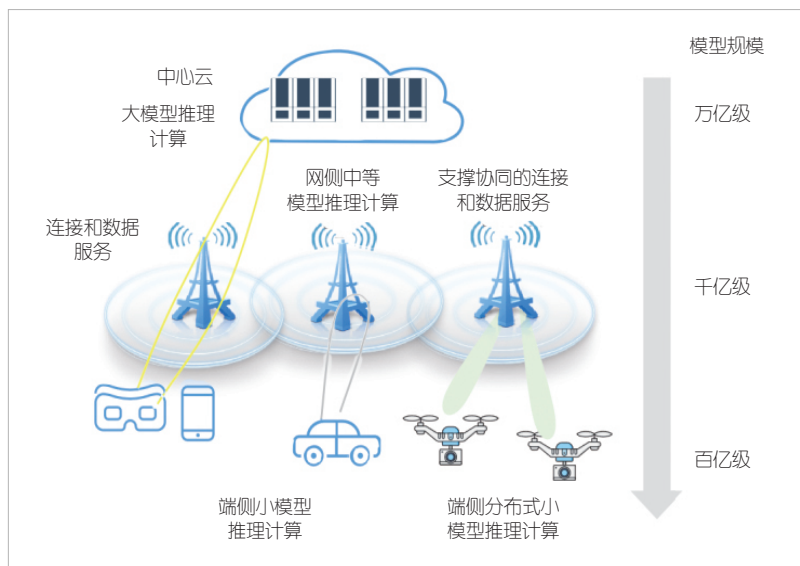 模型规模
中心云
大模型推理
计算
万亿级
网侧中等
模型推理计算
支撑协同的连接
和数据服务
连接和数据
服务
千亿级
百亿级
端侧小模型
推理计算
端侧分布式小
模型推理计算